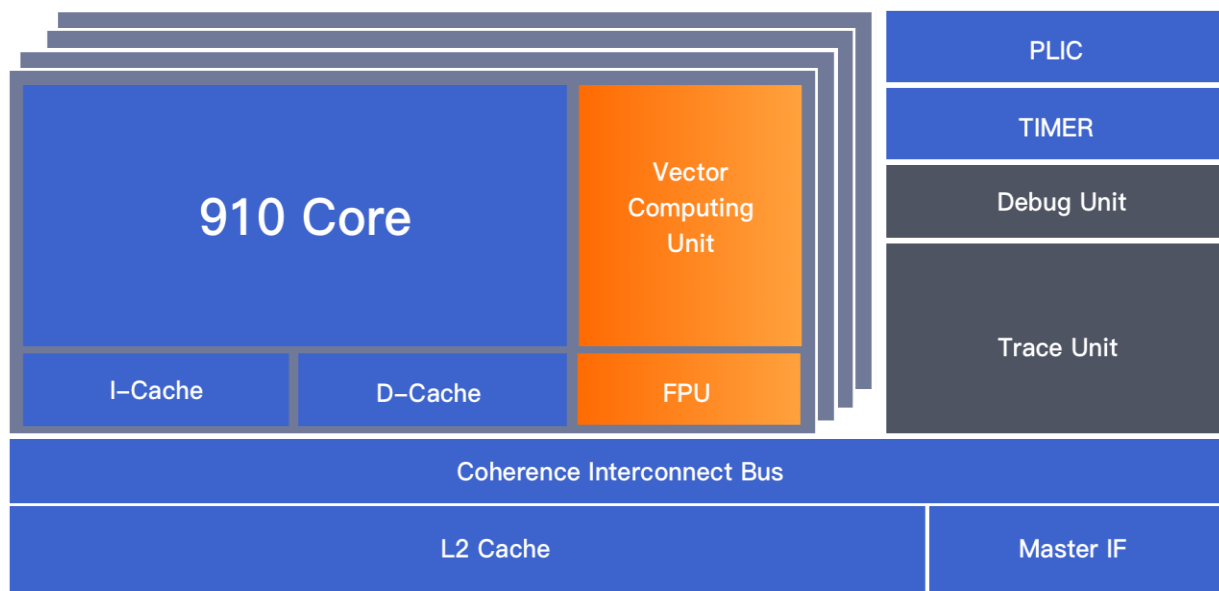 910 Core
Vector
Computing
Unit
I-Cache
D-Cache
FPU
PLIC
TIMER
Debug Unit
Trace Unit
Coherence Interconnect Bus
L2 Cache
Master IF